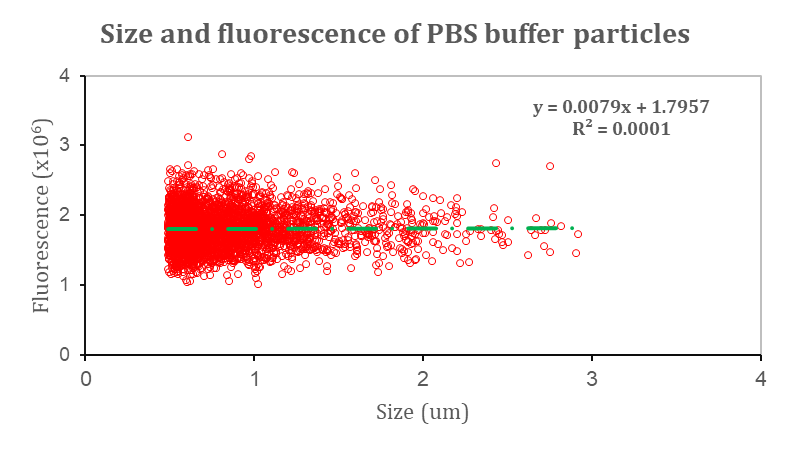 Size and fluorescence of PBS buffer particles
y = 0.0079x + 1.7957
R² = 0.0001
Fluorescence (x10⁶)
4
3
2
1
0
0 1 2 3 4
Size (um)